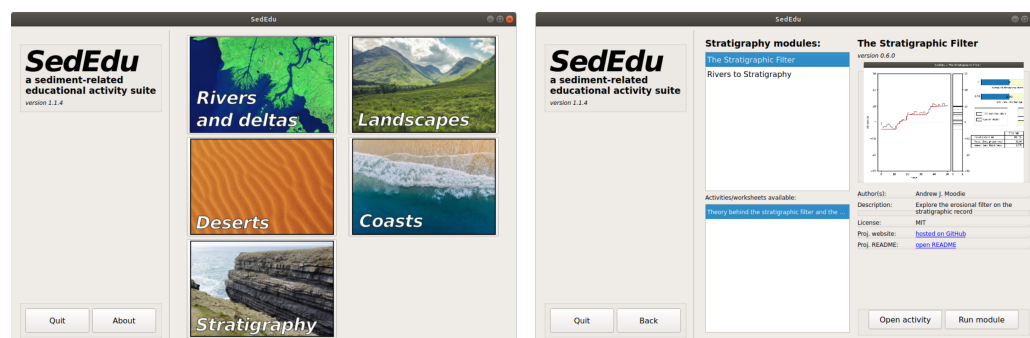 SedEdu
SedEdu
a sediment-related
educational activity suite
version 1.1.4
Rivers
and deltas
Landscapes
Deserts
Coasts
Stratigraphy
Quit
About
SedEdu
SedEdu
a sediment-related
educational activity suite
version 1.1.4
Quit
Back
Stratigraphy modules:
The Stratigraphic Filter
Rivers to Stratigraphy
Activities/worksheets available:
Theory behind the stratigraphic filter and the ...
The Stratigraphic Filter
version 0.6.0
Author(s): Andrew J. Moodie
Description: Explore the erosional filter on the
stratigraphic record
License: MIT
Proj. website: hosted on GitHub
Proj. README: open README
Open activity
Run module